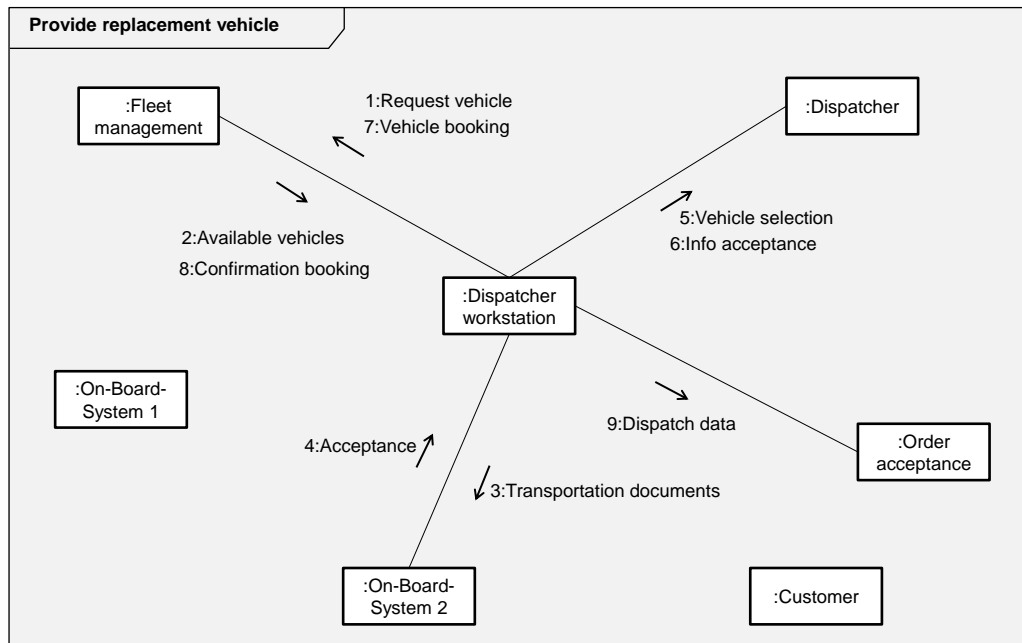 Provide replacement vehicle
:Fleet
management
1:Request vehicle
7:Vehicle booking
:Dispatcher
2:Available vehicles
8:Confirmation booking
5:Vehicle selection
6:Info acceptance
:Dispatcher
workstation
:On-Board-
System 1
4:Acceptance
9:Dispatch data
:Order
acceptance
3:Transportation documents
:On-Board-
System 2
:Customer